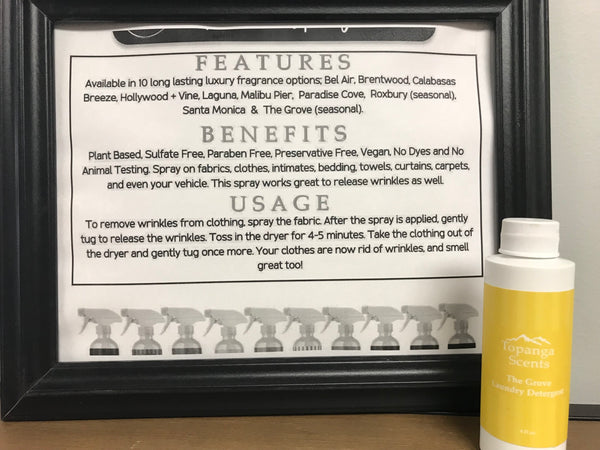 FEATURES
Available in 10 long lasting luxury fragrance options; Bel Air, Brentwood, Calabasas
Breeze, Hollywood + Vine, Laguna, Malibu Pier, Paradise Cove, Roxbury (seasonal),
Santa Monica & The Grove (seasonal).
BENEFITS
Plant Based, Sulfate Free, Paraben Free, Preservative Free, Vegan, No Dyes and No
Animal Testing. Spray on fabrics, clothes, intimates, bedding, towels, curtains, carpets,
and even your vehicle. This spray works great to release wrinkles as well.
USAGE
To remove wrinkles from clothing, spray the fabric. After the spray is applied, gently
tug to release the wrinkles. Toss in the dryer for 4-5 minutes. Take the clothing out of
the dryer and gently tug once more. Your clothes are now rid of wrinkles, and smell
great too!
Topanga
Scents
The Grove
Laundry Detergent